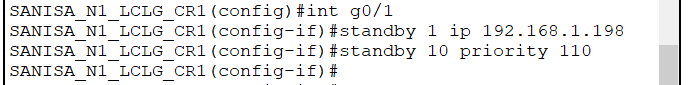 SANISA_N1_LCLG_CR1(config)#int g0/1
SANISA_N1_LCLG_CR1(config-if)#standby 1 ip 192.168.1.198
SANISA_N1_LCLG_CR1(config-if)#standby 10 priority 110
SANISA_N1_LCLG_CR1(config-if)#